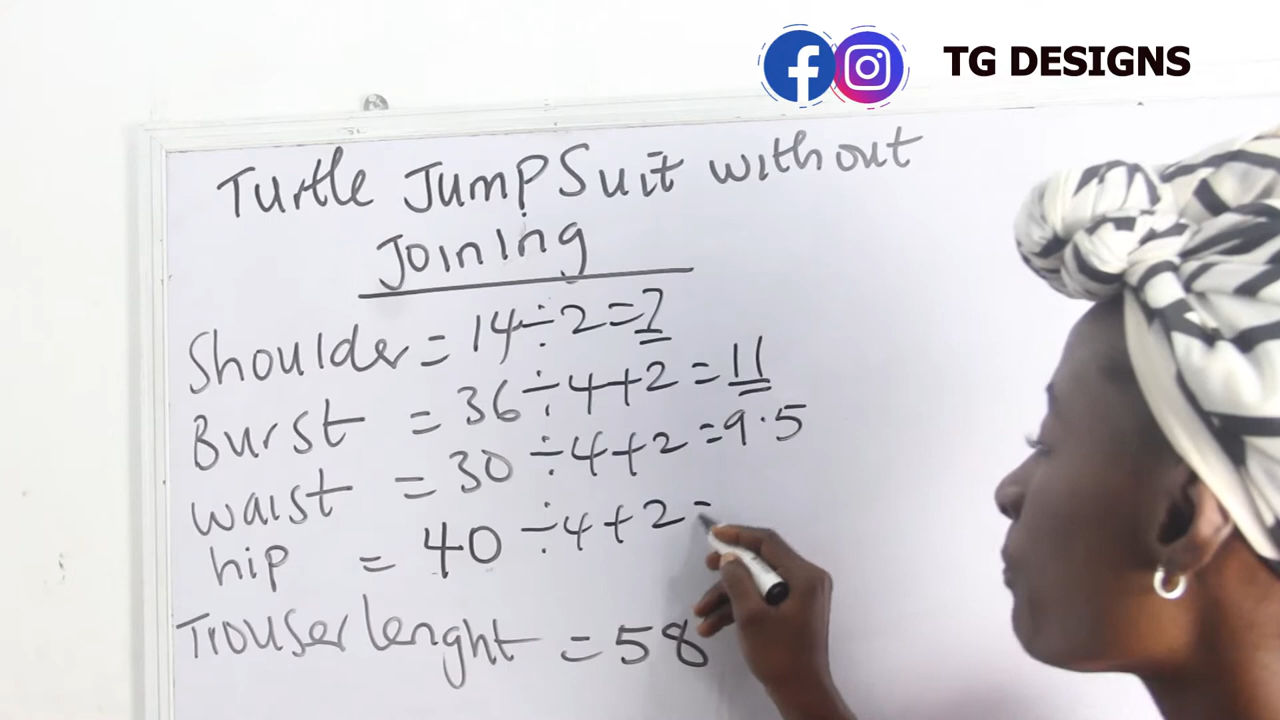 TG DESIGNS
Turtle Jumpsuit without
Joining
Shoulder = 14÷2=7
Burst = 36÷4+2 = 11
waist = 30÷4+2 =9.5
hip = 40÷4+2 =
Trouser lenght = 58